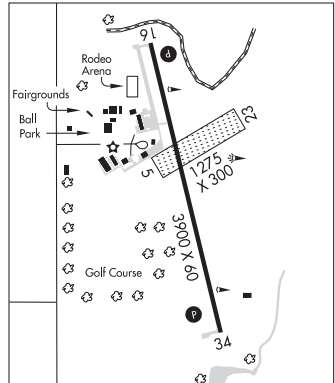 16
P
Rodeo
Arena
Fairgrounds
Ball
Park
23
5
1275
X 300
3900 X 60
Golf Course
P
34